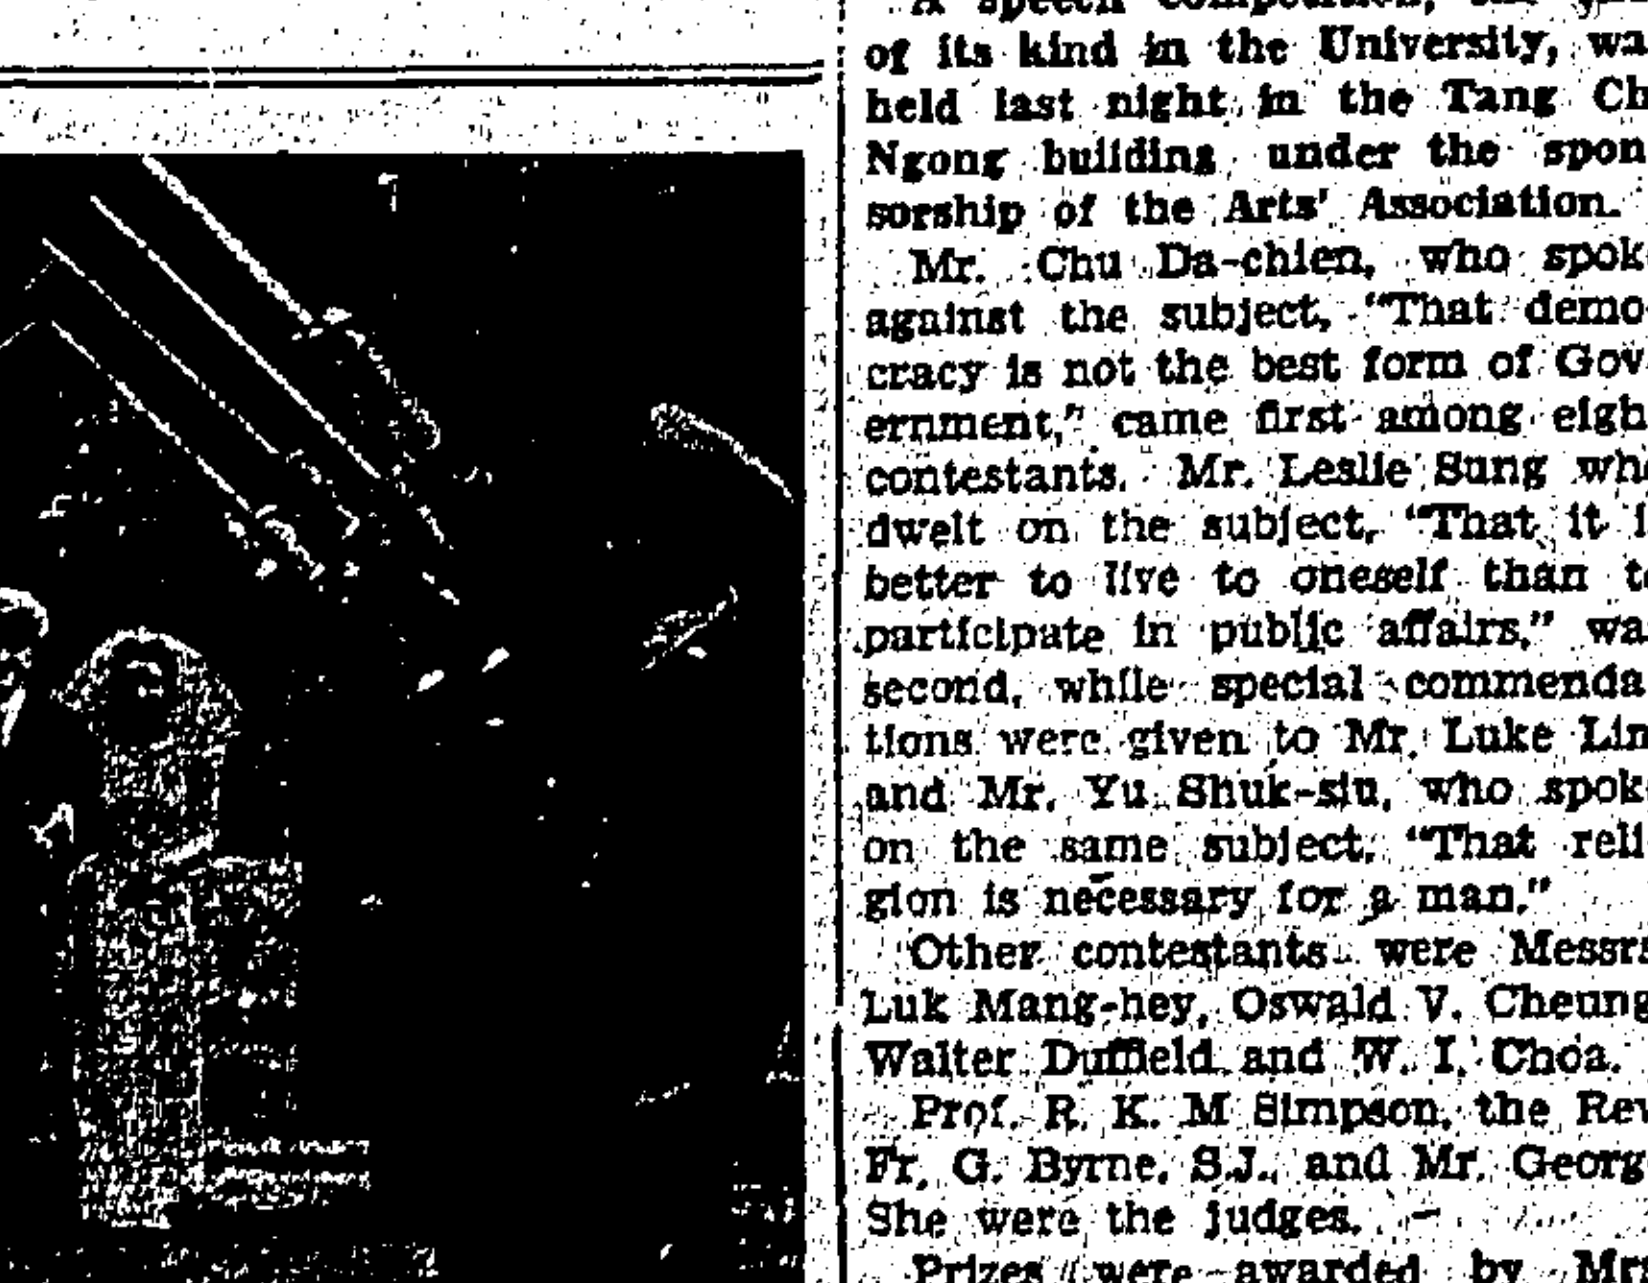 A speech competition, the
of its kind in the University, wa
held last night in the Tang Ch
Ngong building under the spon
sorship of the Arts' Association.
Mr. Chu Da-chien, who spok
against the subject, "That demo-
cracy is not the best form of Gov
ernment," came first among eigh
contestants. Mr. Leslie Sung wh
dwelt on the subject, "That it i
better to live to oneself than t
participate in public affairs," wa
second, while special commenda
tions were given to Mr. Luke Lim
and Mr. Yu Shuk-siu, who spok
on the same subject, "That reli
gion is necessary for a man."
Other contestants were Messrs
Luk Mang-hey, Oswald V. Cheung
Walter Duffield and W. I. Choa.
Prof. R. K. M Simpson, the Rev
Fr. G. Byrne, S.J., and Mr. Georg
She were the judges.
Prizes were awarded by Mr